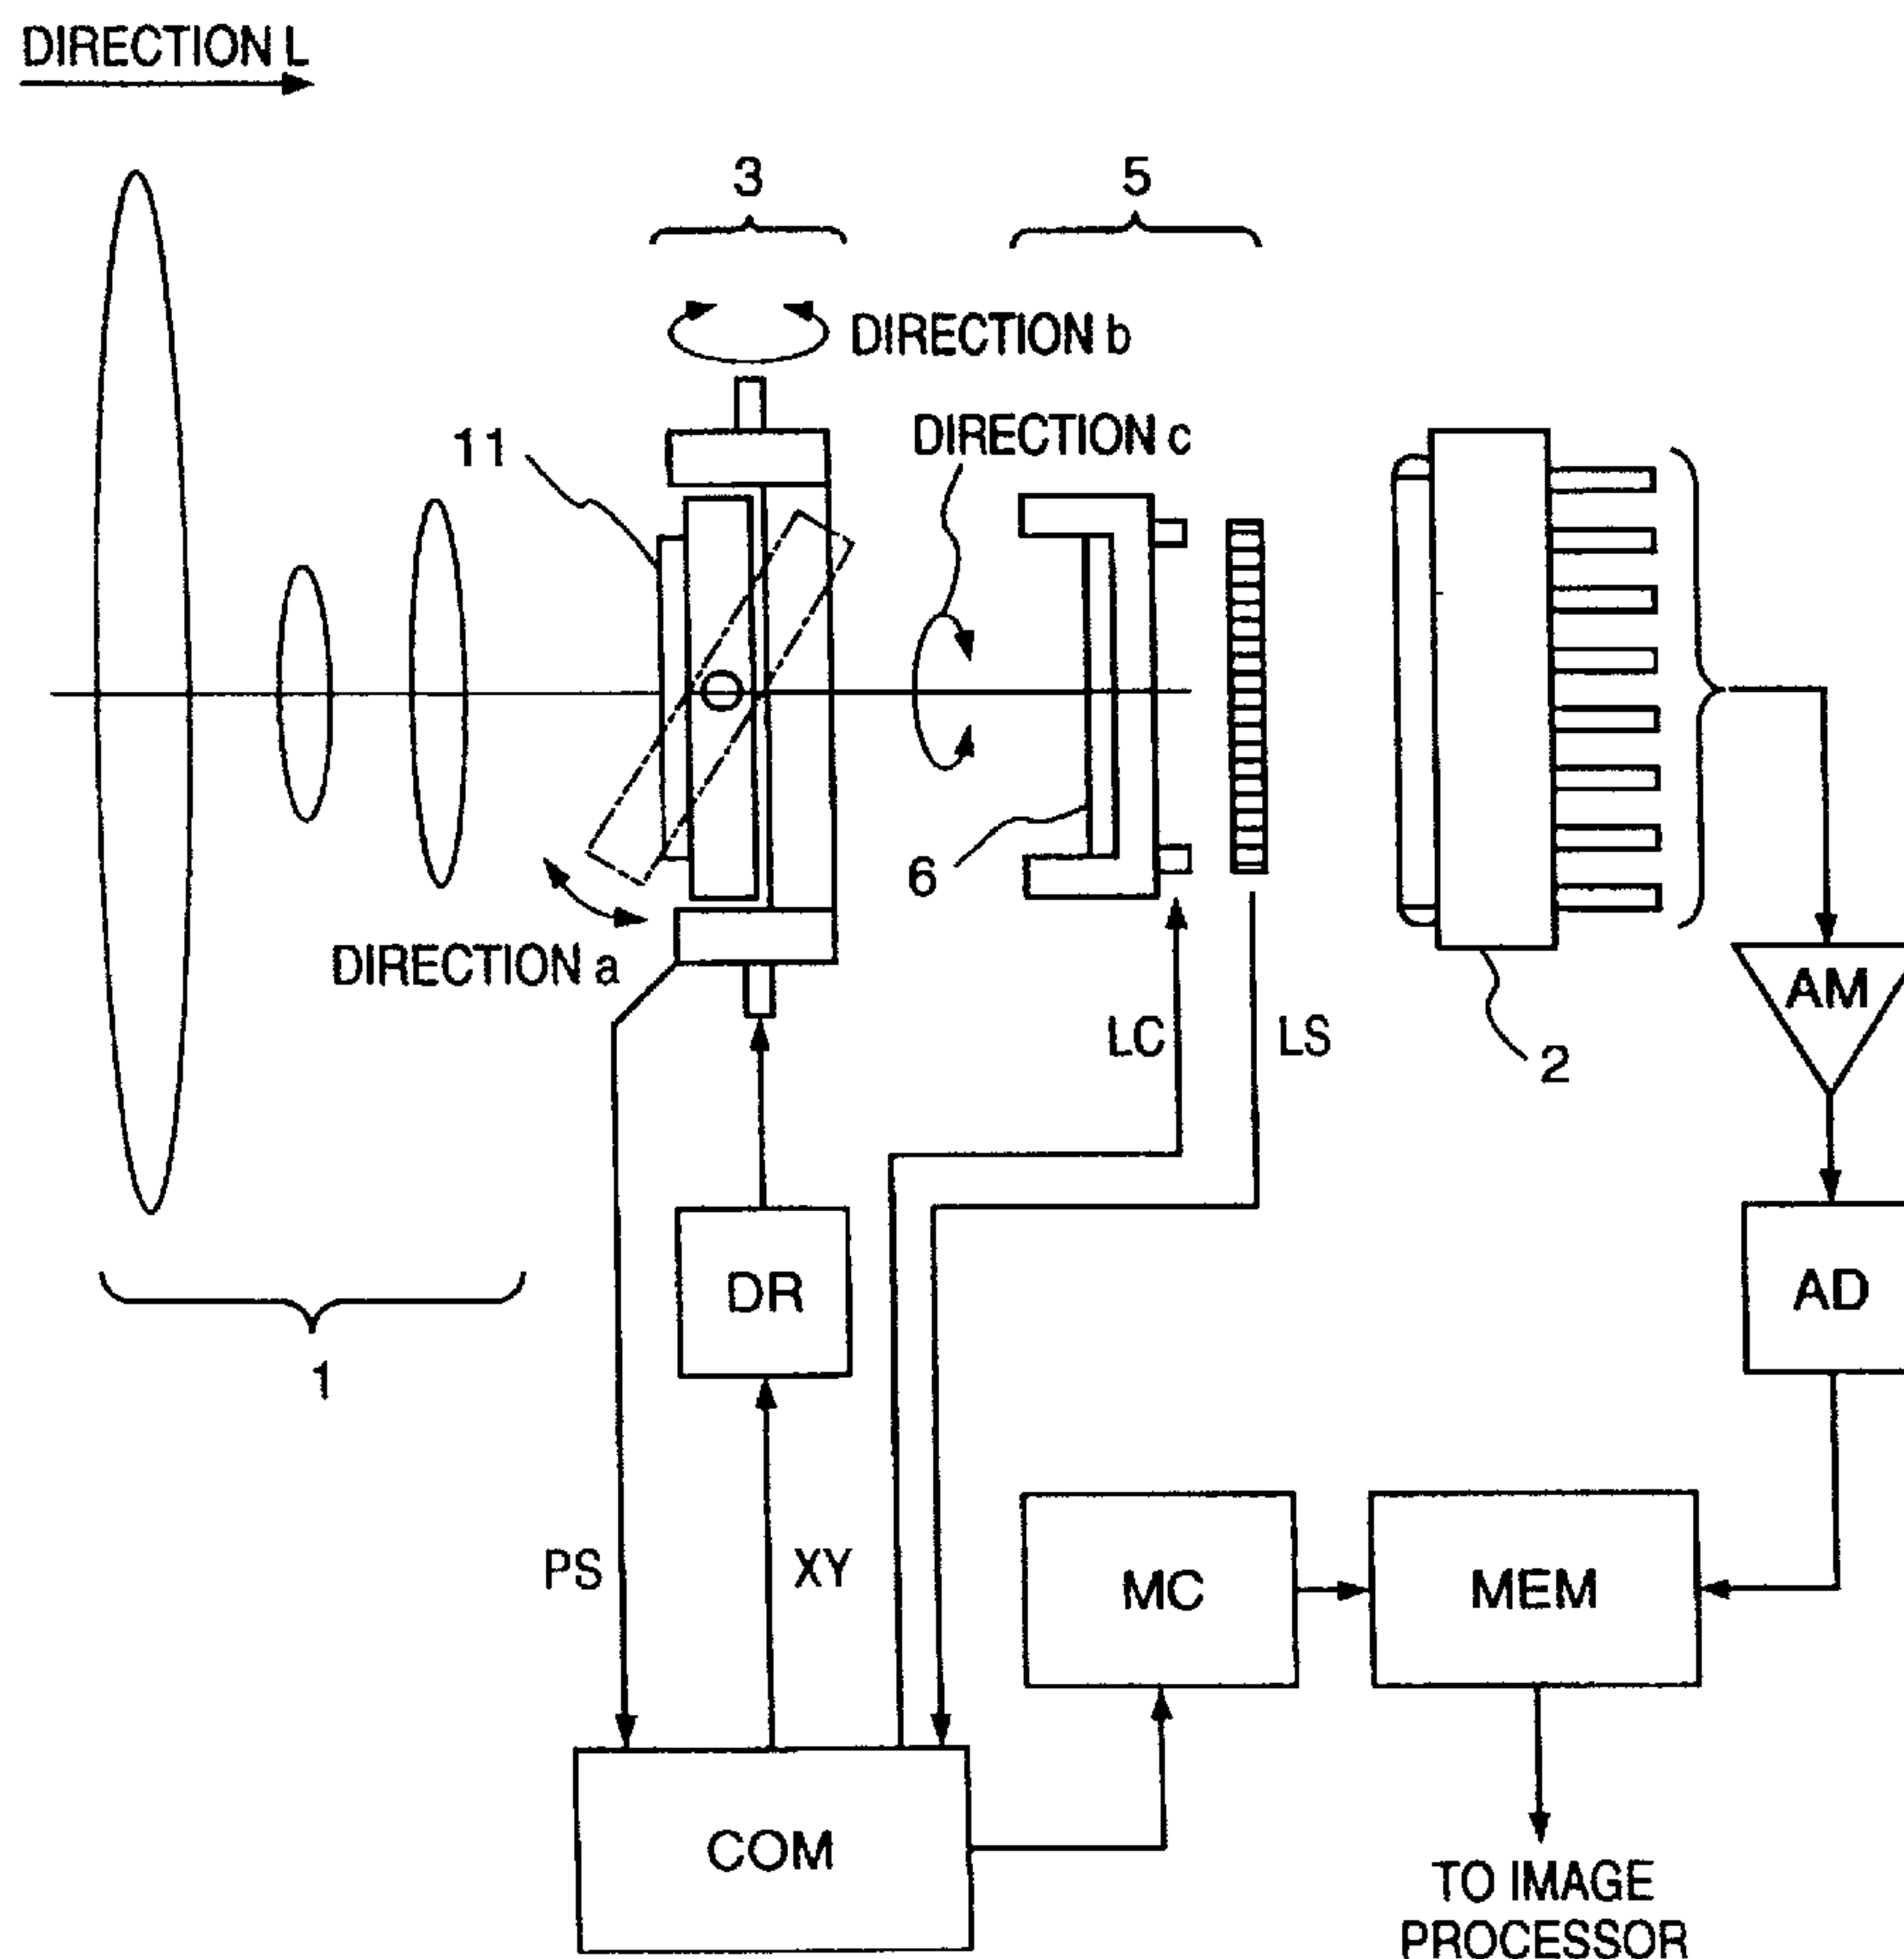 DIRECTION L
3
5
DIRECTION b
DIRECTION c
11
6
DIRECTION a
LC
LS
2
AM
DR
AD
1
PS
XY
MC
MEM
COM
TO IMAGE
PROCESSOR